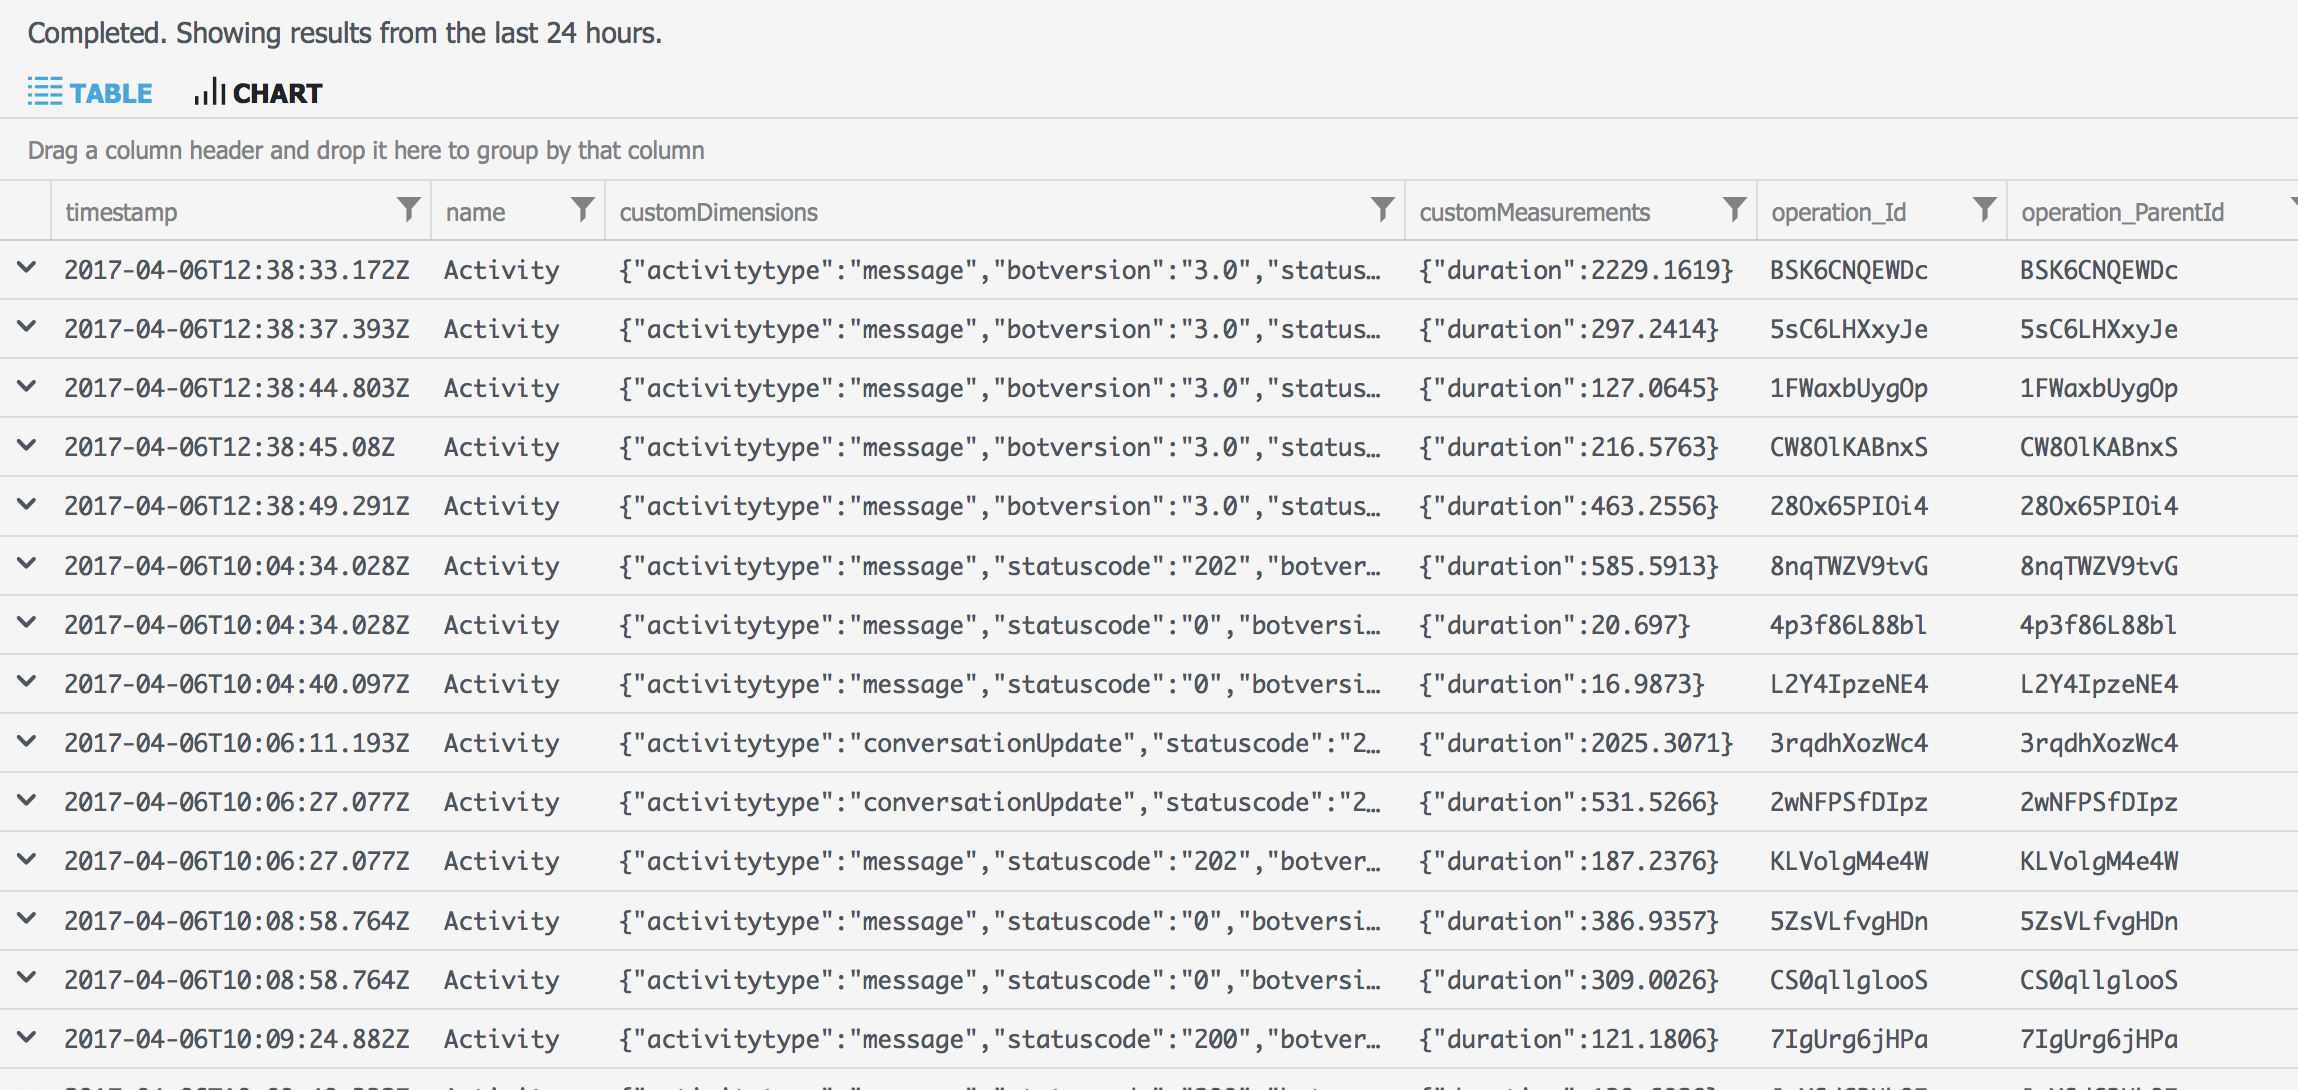 Completed. Showing results from the last 24 hours.
TABLE CHART
Drag a column header and drop it here to group by that column
timestamp name customDimensions customMeasurements operation_Id operation_ParentId
2017-04-06T12:38:33.172Z Activity {"activitytype":"message","botversion":"3.0","status… {"duration":2229.1619} BSK6CNQEWDc BSK6CNQEWDc
2017-04-06T12:38:37.393Z Activity {"activitytype":"message","botversion":"3.0","status… {"duration":297.2414} 5sC6LHXxyJe 5sC6LHXxyJe
2017-04-06T12:38:44.803Z Activity {"activitytype":"message","botversion":"3.0","status… {"duration":127.0645} 1FWaxbUygOp 1FWaxbUygOp
2017-04-06T12:38:45.08Z Activity {"activitytype":"message","botversion":"3.0","status… {"duration":216.5763} CW8OlKABnxS CW8OlKABnxS
2017-04-06T12:38:49.291Z Activity {"activitytype":"message","botversion":"3.0","status… {"duration":463.2556} 28Ox65PIOi4 28Ox65PIOi4
2017-04-06T10:04:34.028Z Activity {"activitytype":"message","statuscode":"202","botver… {"duration":585.5913} 8nqTWZV9tvG 8nqTWZV9tvG
2017-04-06T10:04:34.028Z Activity {"activitytype":"message","statuscode":"0","botversi… {"duration":20.697} 4p3f86L88bl 4p3f86L88bl
2017-04-06T10:04:40.097Z Activity {"activitytype":"message","statuscode":"0","botversi… {"duration":16.9873} L2Y4IpzeNE4 L2Y4IpzeNE4
2017-04-06T10:06:11.193Z Activity {"activitytype":"conversationUpdate","statuscode":"2… {"duration":2025.3071} 3rqdhXozWc4 3rqdhXozWc4
2017-04-06T10:06:27.077Z Activity {"activitytype":"conversationUpdate","statuscode":"2… {"duration":531.5266} 2wNFPSfDIpz 2wNFPSfDIpz
2017-04-06T10:06:27.077Z Activity {"activitytype":"message","statuscode":"202","botver… {"duration":187.2376} KLVolgM4e4W KLVolgM4e4W
2017-04-06T10:08:58.764Z Activity {"activitytype":"message","statuscode":"0","botversi… {"duration":386.9357} 5ZsVLfvgHDn 5ZsVLfvgHDn
2017-04-06T10:08:58.764Z Activity {"activitytype":"message","statuscode":"0","botversi… {"duration":309.0026} CS0qllglooS CS0qllglooS
2017-04-06T10:09:24.882Z Activity {"activitytype":"message","statuscode":"200","botver… {"duration":121.1806} 7IgUrg6jHPa 7IgUrg6jHPa